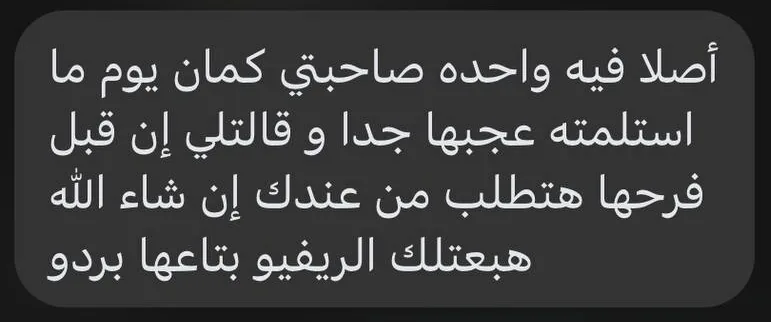 أصلا فيه واحده صاحبتي كمان يوم ما
استلمته عجبها جدا و قالتلي إن قبل
فرحها هتطلب من عندك إن شاء الله
هبعتلك الريفيو بتاعها بردو